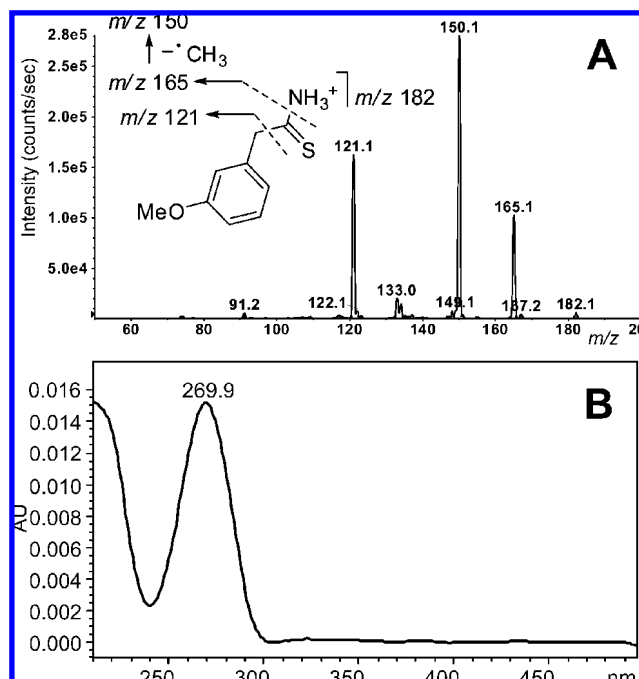 m/z 150
– • CH3
m/z 165
m/z 121
NH3+
m/z 182
S
MeO
A
Intensity (counts/sec)
2.8e5
2.5e5
2.0e5
1.5e5
1.0e5
5.0e4
150.1
121.1
165.1
91.2
122.1
133.0
149.1
167.2
182.1
60 80 100 120 140 160 180 20
m/z
B
269.9
AU
0.016
0.014
0.012
0.010
0.008
0.006
0.004
0.002
0.000
250 300 350 400 450 nm